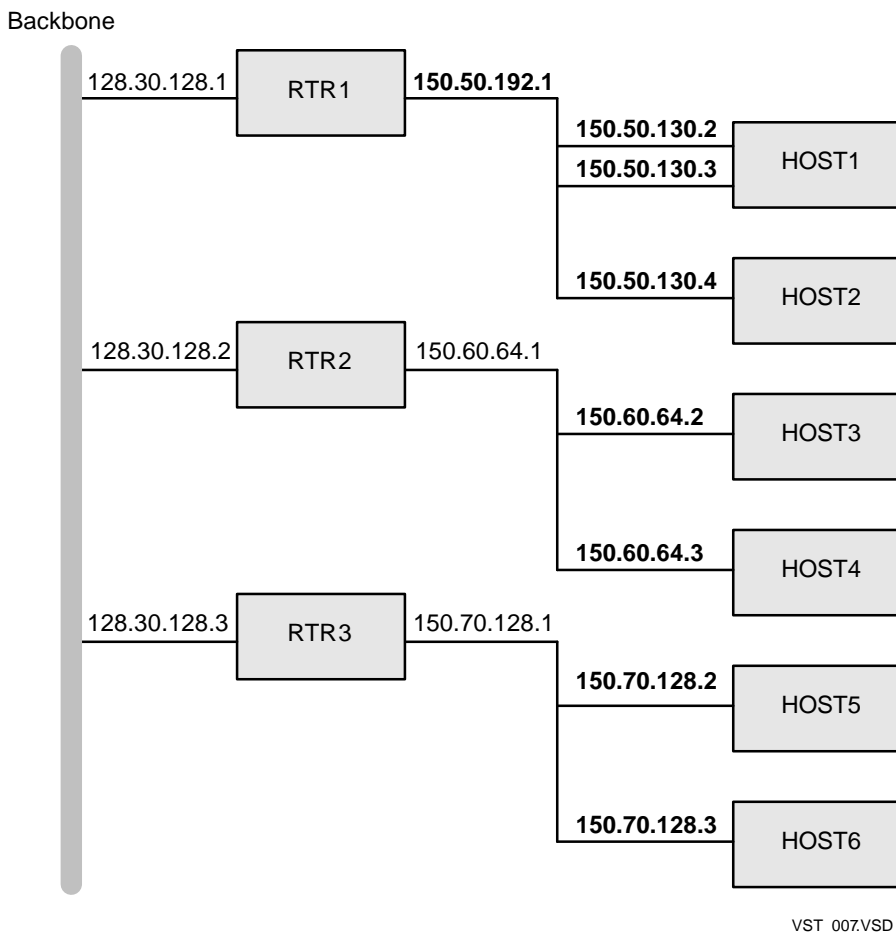 Backbone
128.30.128.1
RTR1
150.50.192.1
150.50.130.2
150.50.130.3
HOST1
150.50.130.4
HOST2
128.30.128.2
RTR2
150.60.64.1
150.60.64.2
HOST3
150.60.64.3
HOST4
128.30.128.3
RTR3
150.70.128.1
150.70.128.2
HOST5
150.70.128.3
HOST6
VST 007.VSD